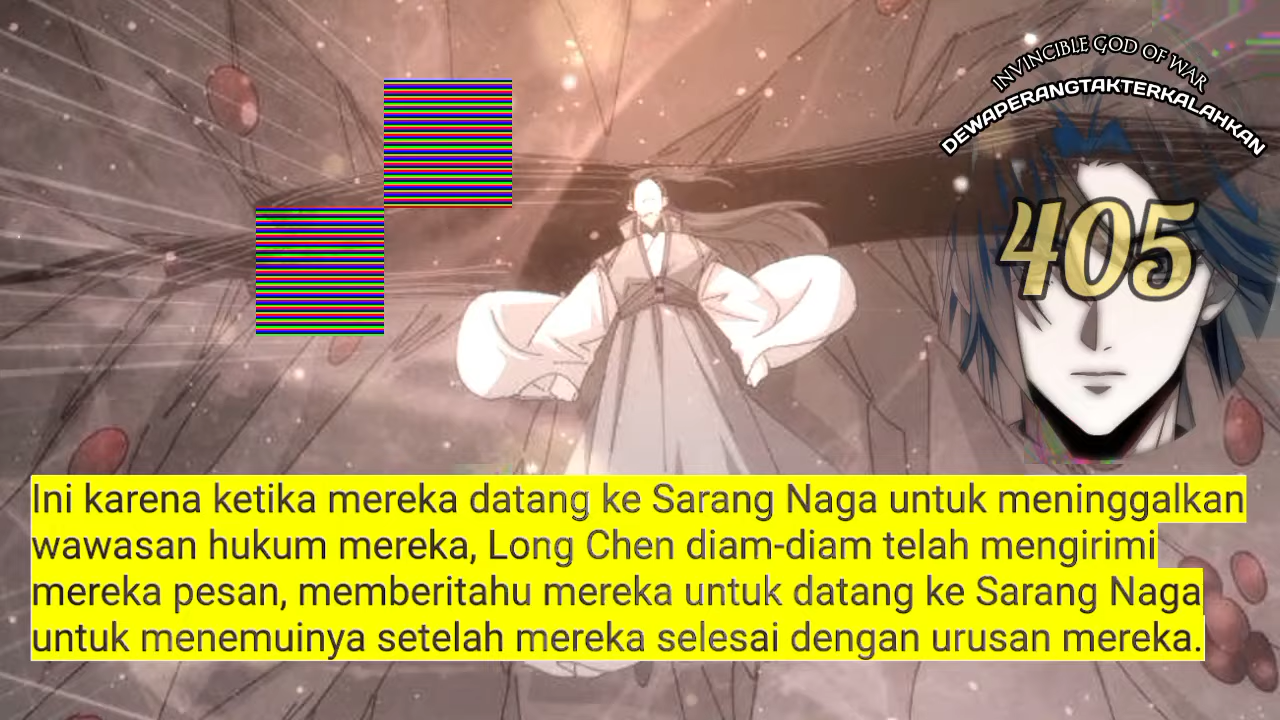 INVINCIBLE GOD OF WAR
DEWAPERANGTAKTERKALAHKAN
405
Ini karena ketika mereka datang ke Sarang Naga untuk meninggalkan
wawasan hukum mereka, Long Chen diam-diam telah mengirimi
mereka pesan, memberitahu mereka untuk datang ke Sarang Naga
untuk menemuinya setelah mereka selesai dengan urusan mereka.